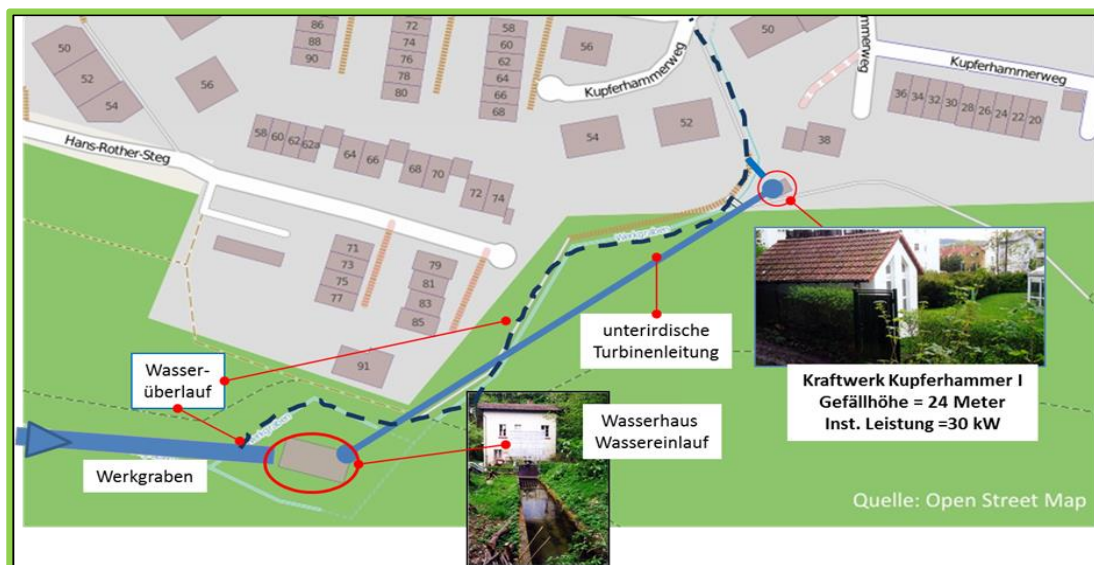 50
52
54
56
86
88
90
72
74
76
78
80
58
60
62
64
66
68
56
Kupferhammerweg
50
mmerweg
Kupferhammerweg
36 34 32 30 28 26 24 22 20
38
54
52
Hans-Rother-Steg
58 60 62 62a 64 66 68 70 72 74
71
73
75
77
79
81
83
85
91
Werkgraben
Wasser-
überlauf
Werkgraben
Werkgraben
unterirdische
Turbinenleitung
Wasserhaus
Wassereinlauf
Kraftwerk Kupferhammer I
Gefällhöhe = 24 Meter
Inst. Leistung =30 kW
Quelle: Open Street Map